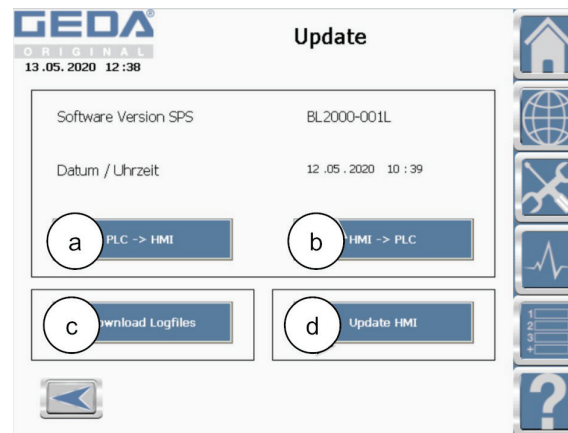 GEDA®
ORIGINAL
Update
13.05.2020 12:38
Software Version SPS BL2000-001L
Datum / Uhrzeit 12.05.2020 10:39
a PLC -> HMI
b HMI -> PLC
c wnload Logfiles
d Update HMI
1
2
3
+
?